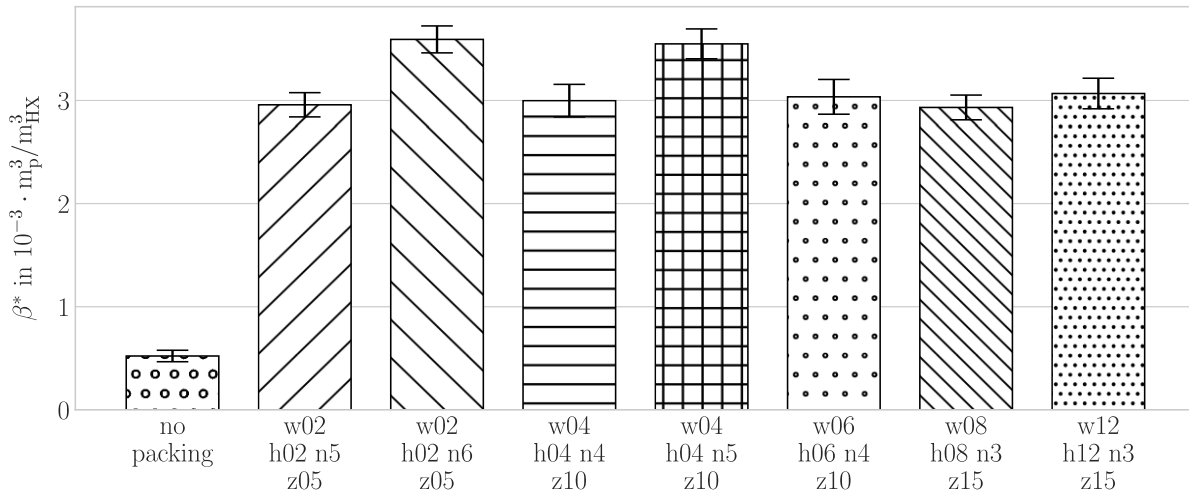 β* in 10⁻³ · m³ₚ/m³_HX
3
2
1
0
no
packing
w02
h02 n5
z05
w02
h02 n6
z05
w04
h04 n4
z10
w04
h04 n5
z10
w06
h06 n4
z10
w08
h08 n3
z15
w12
h12 n3
z15